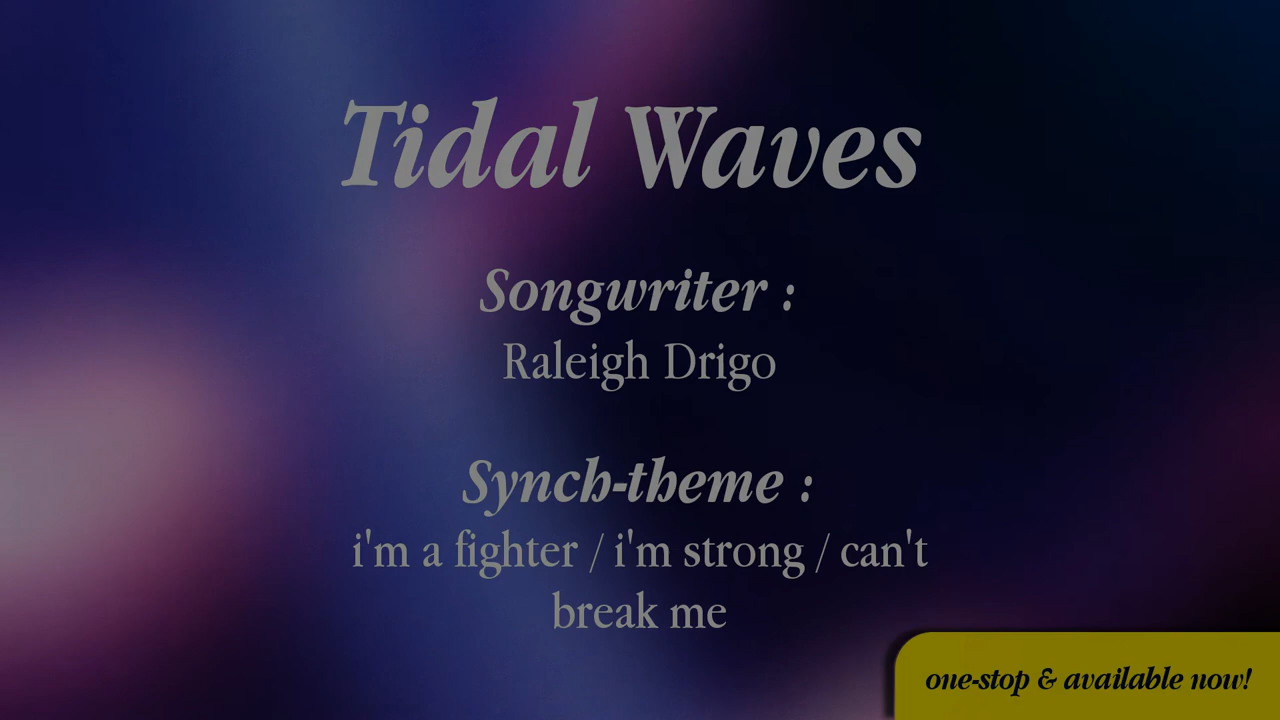 Tidal Waves
Songwriter :
Raleigh Drigo
Synch-theme :
i'm a fighter / i'm strong / can't
break me
one-stop & available now!